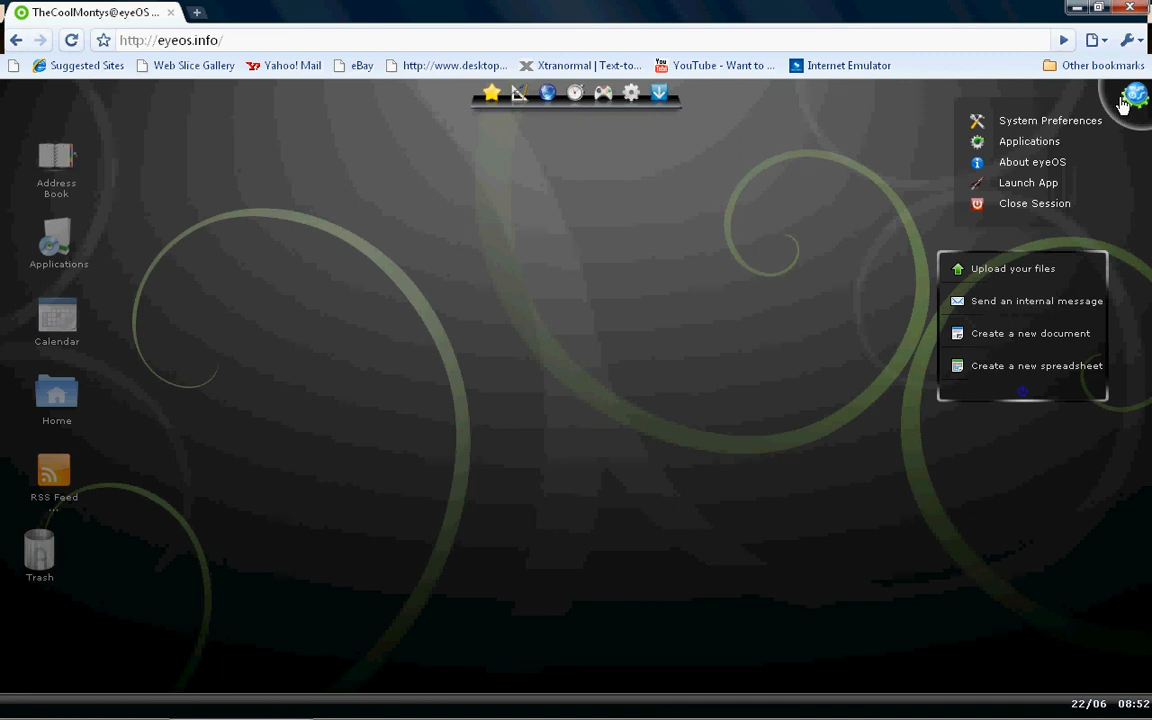 TheCoolMontys@eyeOS ...
http://eyeos.info/
Suggested Sites
Web Slice Gallery
Yahoo! Mail
eBay
http://www.desktop...
Xtranormal | Text-to...
YouTube - Want to ...
Internet Emulator
Other bookmarks
System Preferences
Applications
About eyeOS
Launch App
Close Session
Address
Book
Applications
Calendar
Home
RSS Feed
...
Trash
Upload your files
Send an internal message
Create a new document
Create a new spreadsheet
22/06 08:52